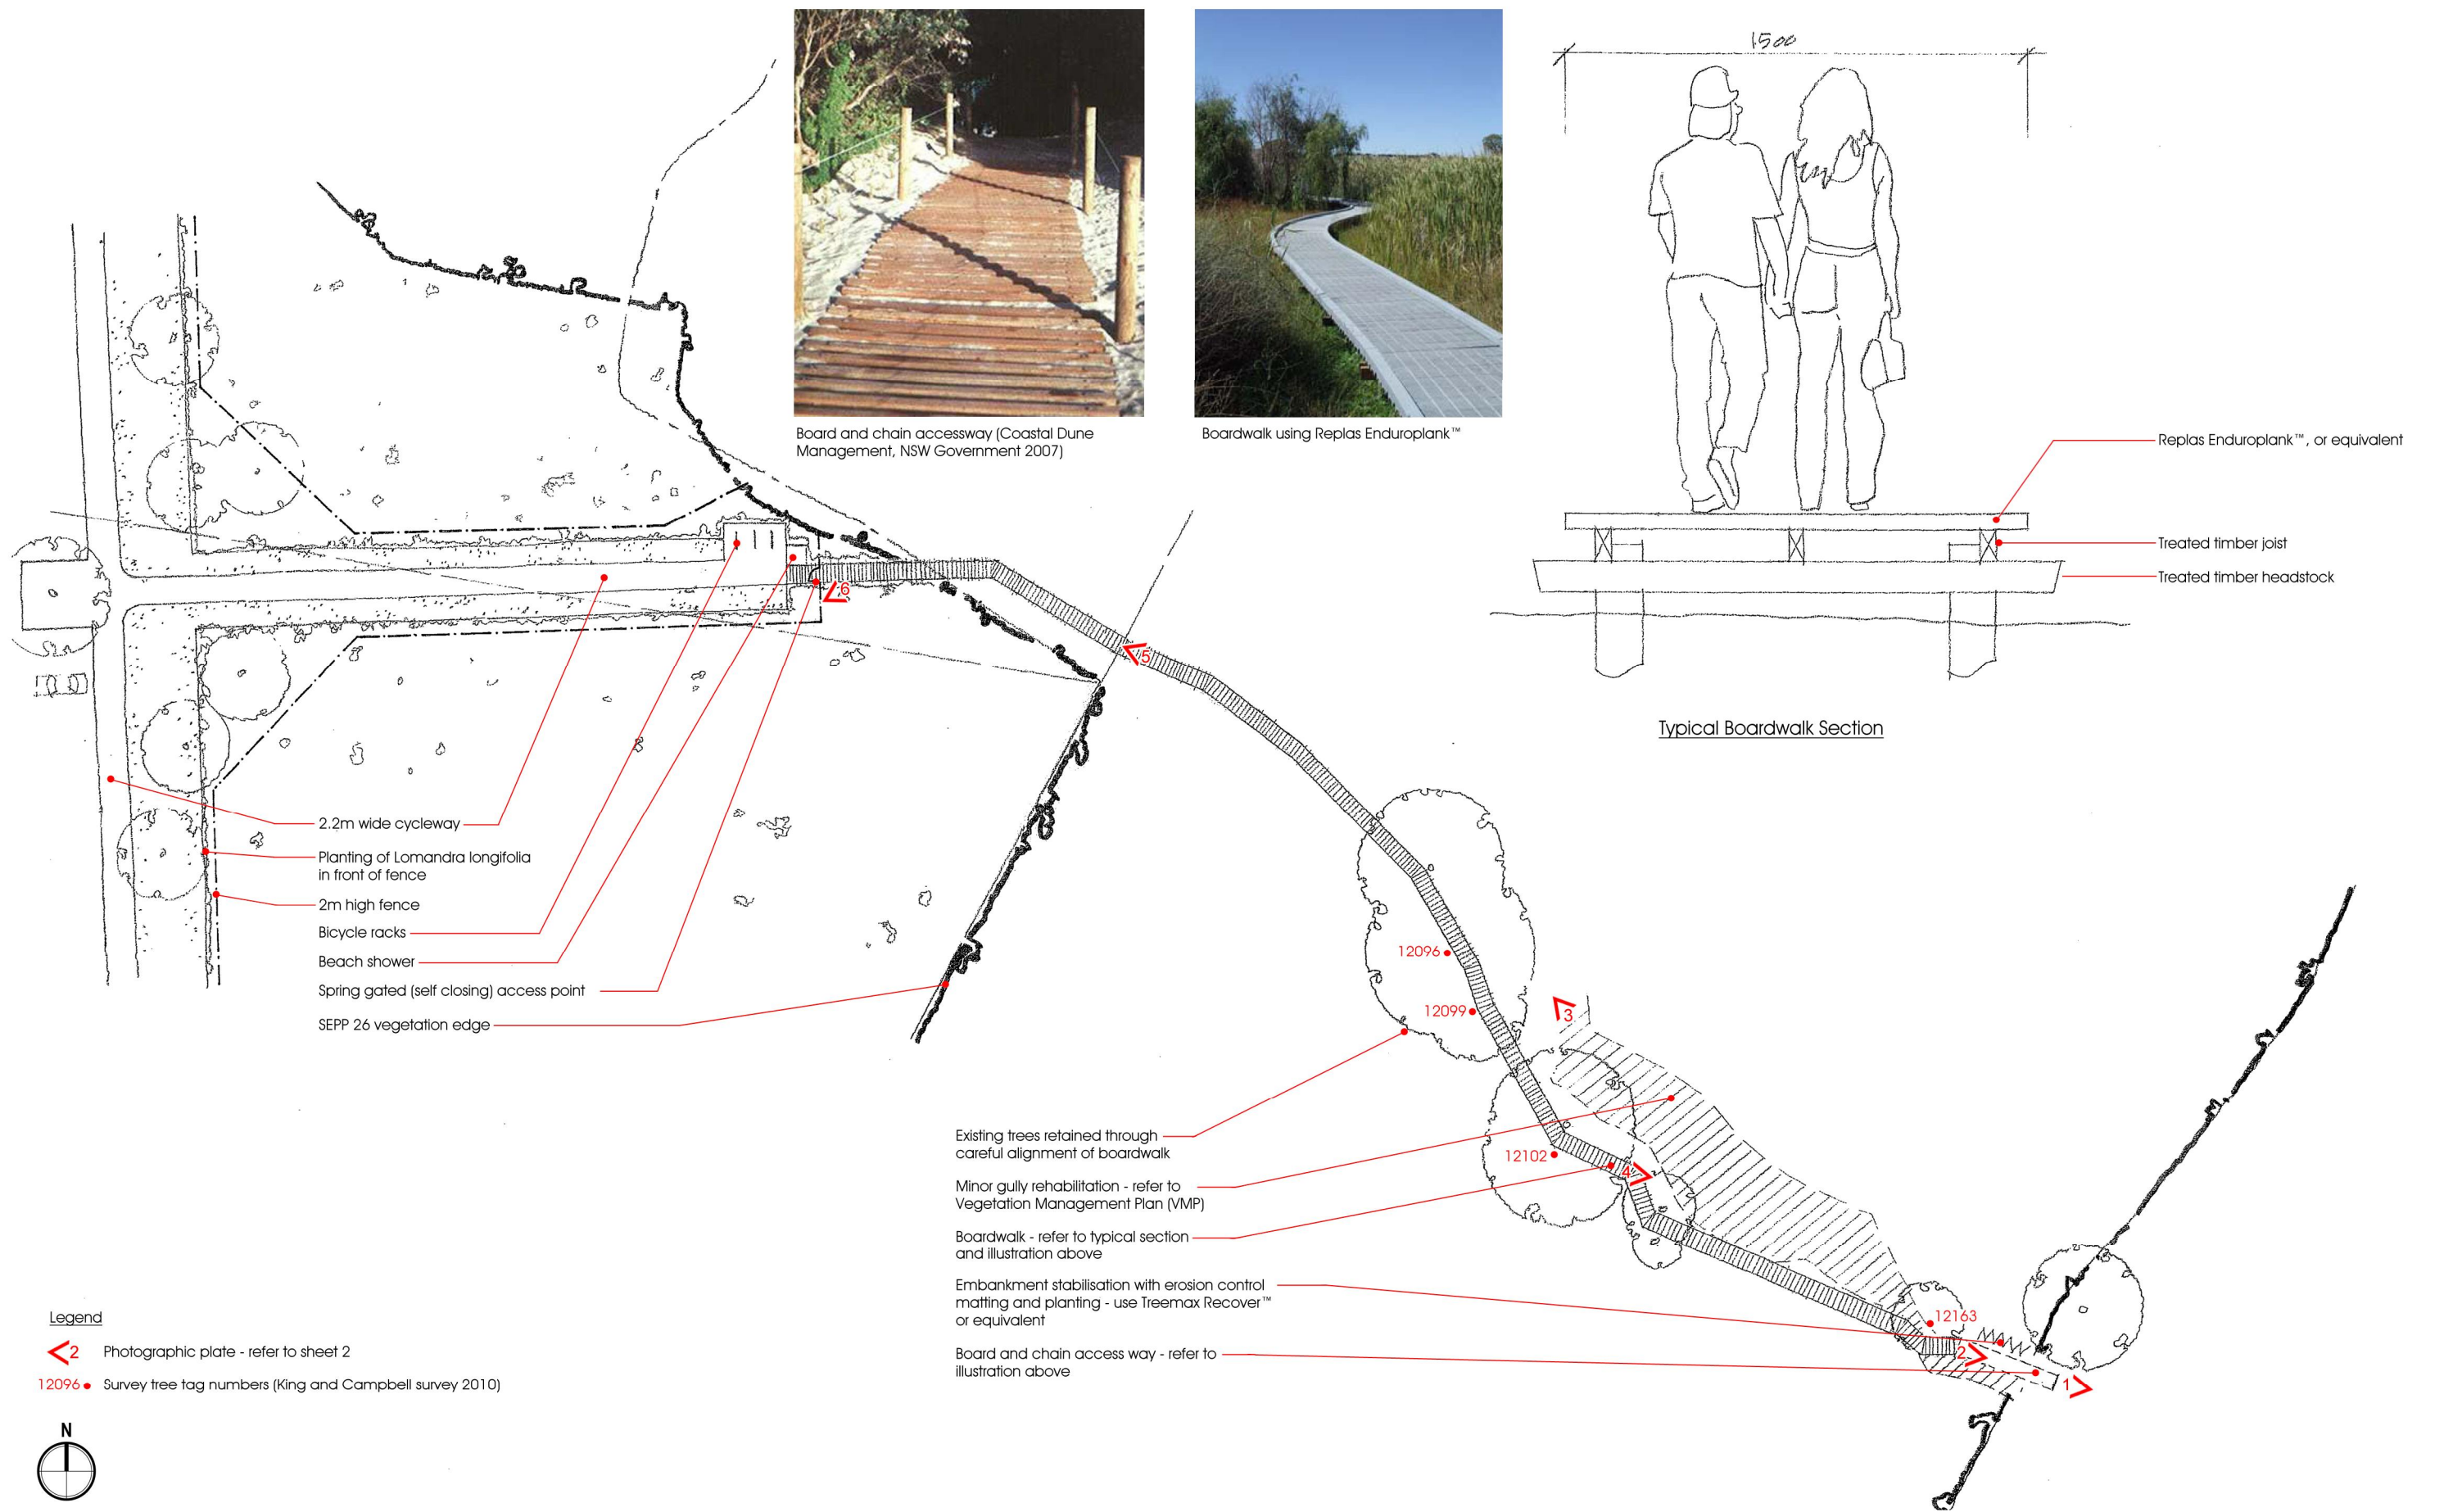 1500
Board and chain accessway (Coastal Dune
Management, NSW Government 2007)
Boardwalk using Replas Enduroplank™
Replas Enduroplank™, or equivalent
Treated timber joist
Treated timber headstock
Typical Boardwalk Section
6
5
2.2m wide cycleway
Planting of Lomandra longifolia
in front of fence
2m high fence
Bicycle racks
Beach shower
Spring gated (self closing) access point
SEPP 26 vegetation edge
12096
12099
3
12102
4
Existing trees retained through
careful alignment of boardwalk
Minor gully rehabilitation - refer to
Vegetation Management Plan (VMP)
Boardwalk - refer to typical section
and illustration above
Embankment stabilisation with erosion control
matting and planting - use Treemax Recover™
or equivalent
Board and chain access way - refer to
illustration above
12163
2
1
Legend
2 Photographic plate - refer to sheet 2
12096 Survey tree tag numbers (King and Campbell survey 2010)
N